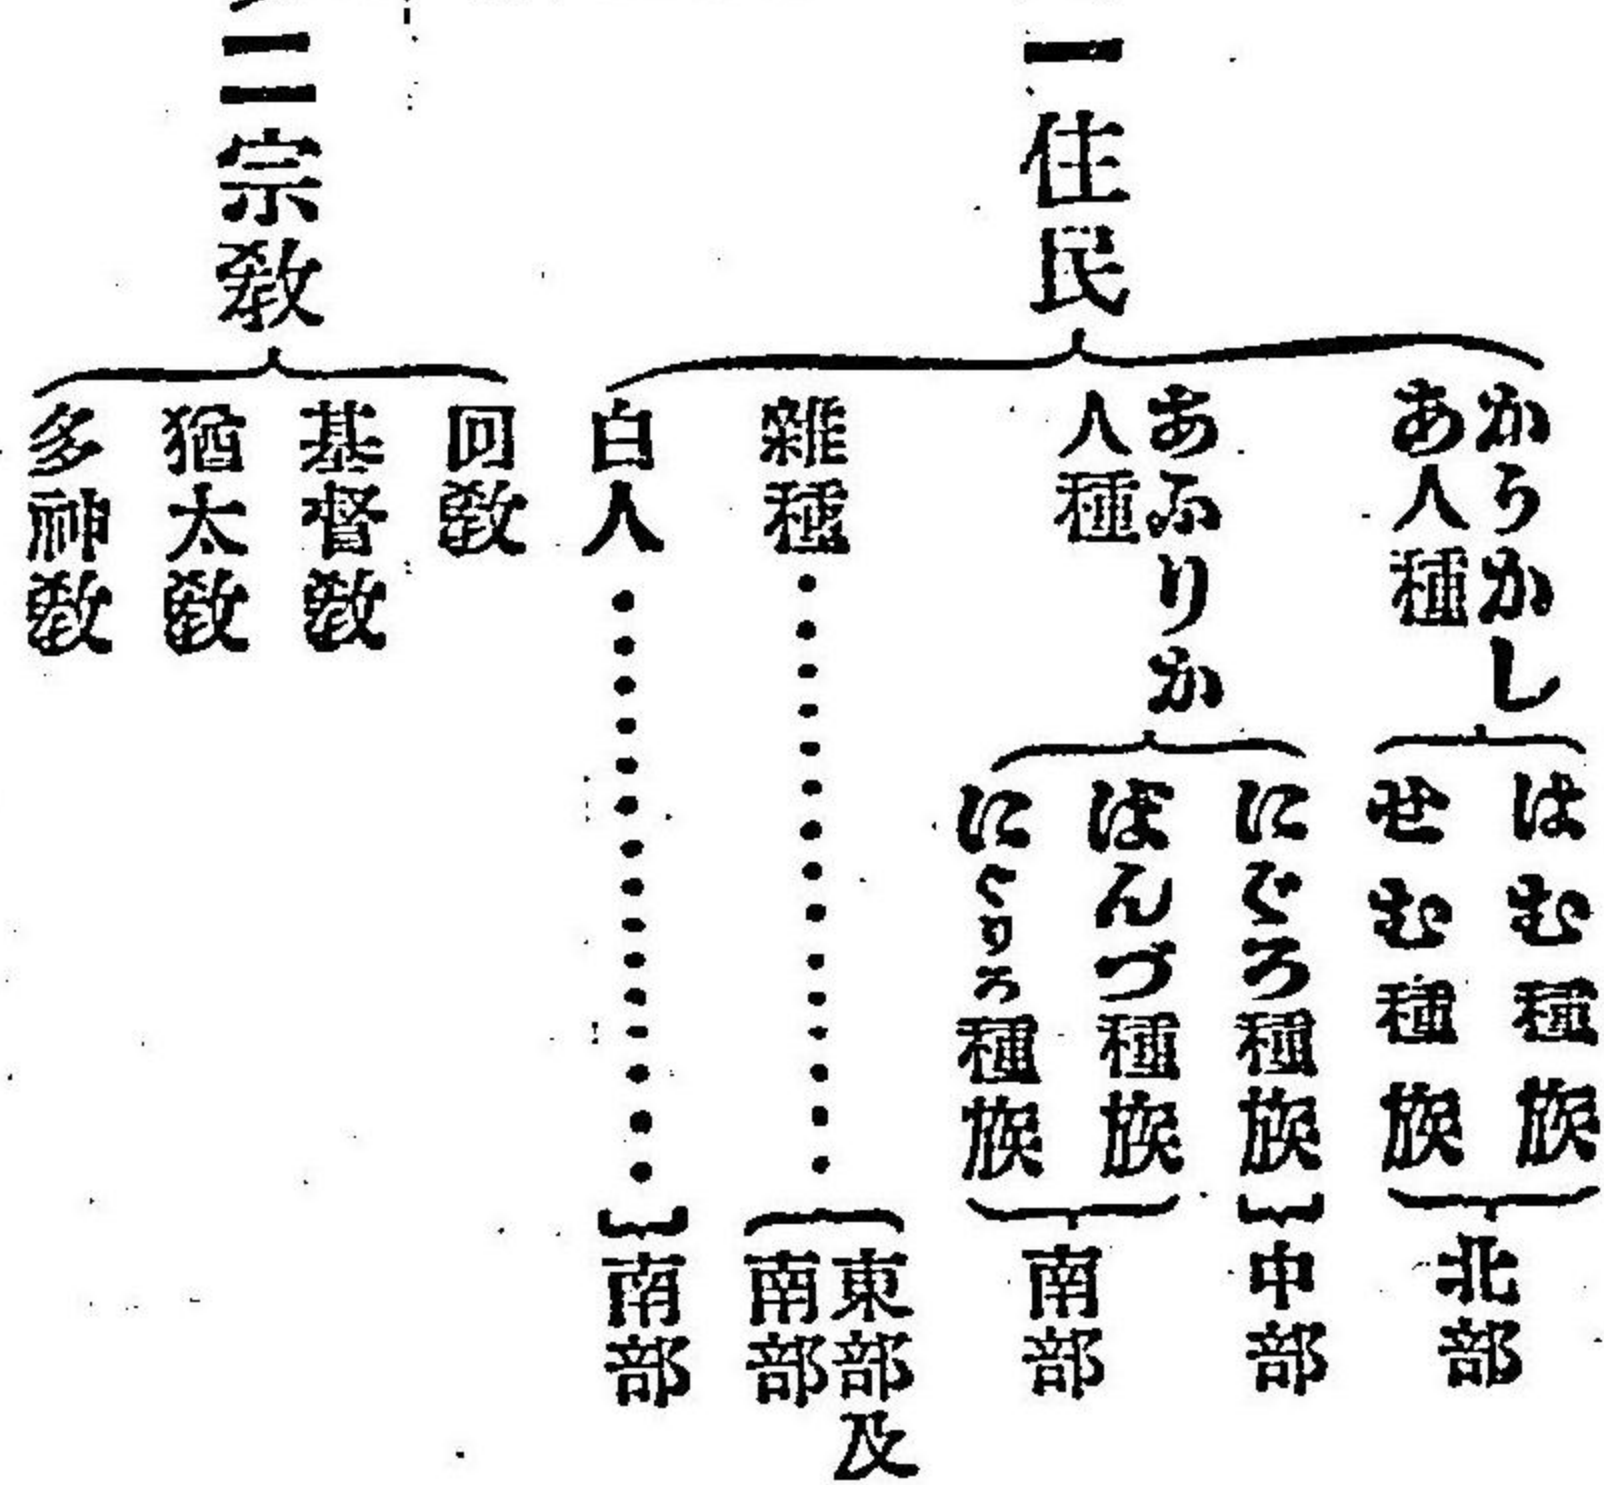 一住民
かうかし
あ人種
はむ種族
せむ種族
北部
あふりか
人種
にぐろ種族
中部
ばんづ種族
にぐりろ種族
南部
雜種
東部及
南部
白人
南部
二宗教
回教
基督教
猶太教
多神教